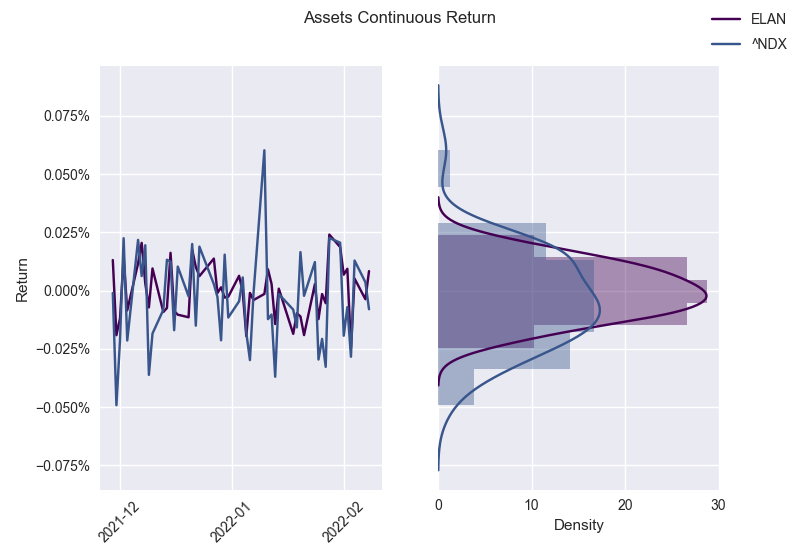 Assets Continuous Return
ELAN
^NDX
0.075%
0.050%
0.025%
0.000%
−0.025%
−0.050%
−0.075%
Return
2021-12
2022-01
2022-02
0
10
20
30
Density